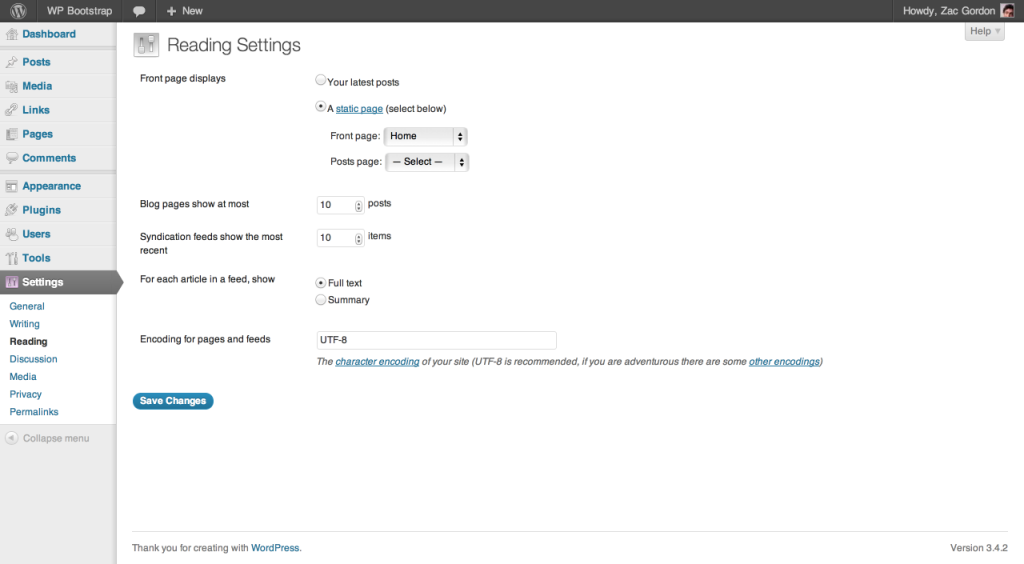 WP Bootstrap + New Howdy, Zac Gordon
Help
Dashboard
Posts
Media
Links
Pages
Comments
Appearance
Plugins
Users
Tools
Settings
General
Writing
Reading
Discussion
Media
Privacy
Permalinks
Collapse menu
Reading Settings
Front page displays
Your latest posts
A static page (select below)
Front page: Home
Posts page: — Select —
Blog pages show at most 10 posts
Syndication feeds show the most
recent
10 items
For each article in a feed, show
Full text
Summary
Encoding for pages and feeds UTF-8
The character encoding of your site (UTF-8 is recommended, if you are adventurous there are some other encodings)
Save Changes
Thank you for creating with WordPress. Version 3.4.2